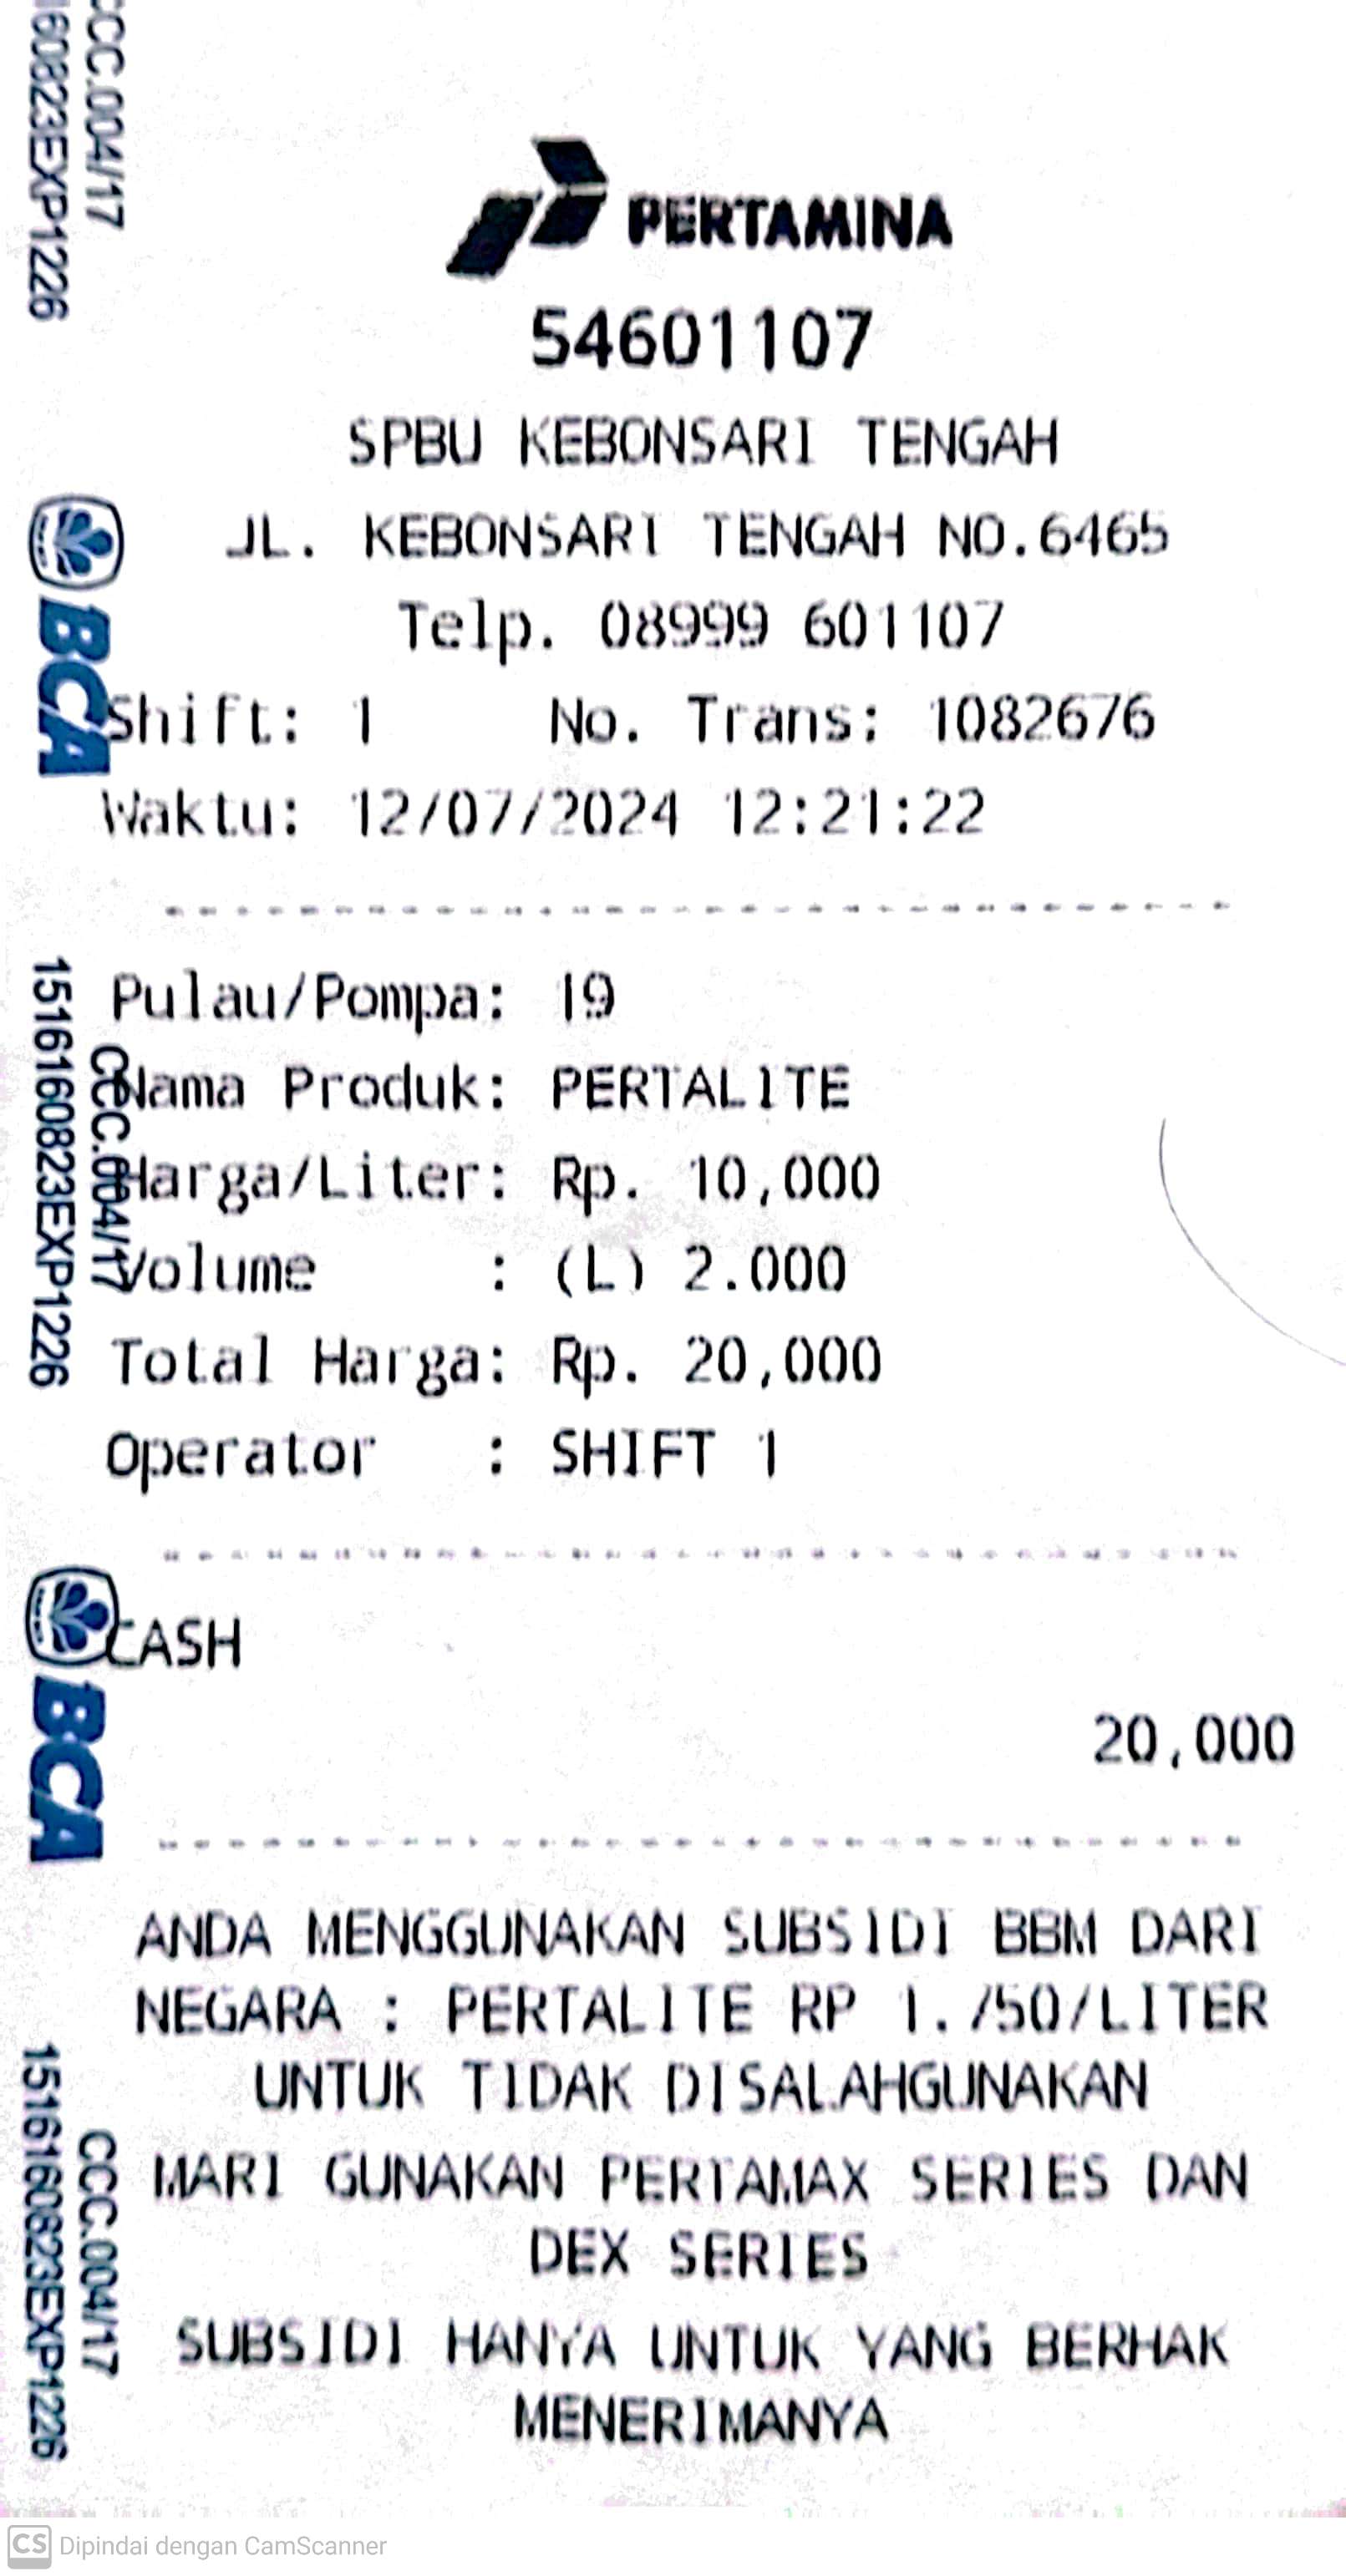 PERTAMINA
54601107
SPBU KEBONSARI TENGAH
JL. KEBONSARI TENGAH NO.6465
Telp. 08999 601107
Shift: 1 No. Trans: 1082676
Waktu: 12/07/2024 12:21:22
Pulau/Pompa: 19
Nama Produk: PERTALITE
Harga/Liter: Rp. 10,000
Volume : (L) 2.000
Total Harga: Rp. 20,000
Operator : SHIFT 1
CASH
20,000
ANDA MENGGUNAKAN SUBSIDI BBM DARI
NEGARA : PERTALITE RP 1.750/LITER
UNTUK TIDAK DISALAHGUNAKAN
MARI GUNAKAN PERTAMAX SERIES DAN
DEX SERIES
SUBSIDI HANYA UNTUK YANG BERHAK
MENERIMANYA
CCC.004/17
160823EXP1226
BCA
CCC.004/17
1516160823EXP1226
BCA
CCC.004/17
1516160823EXP1226
CS Dipindai dengan CamScanner